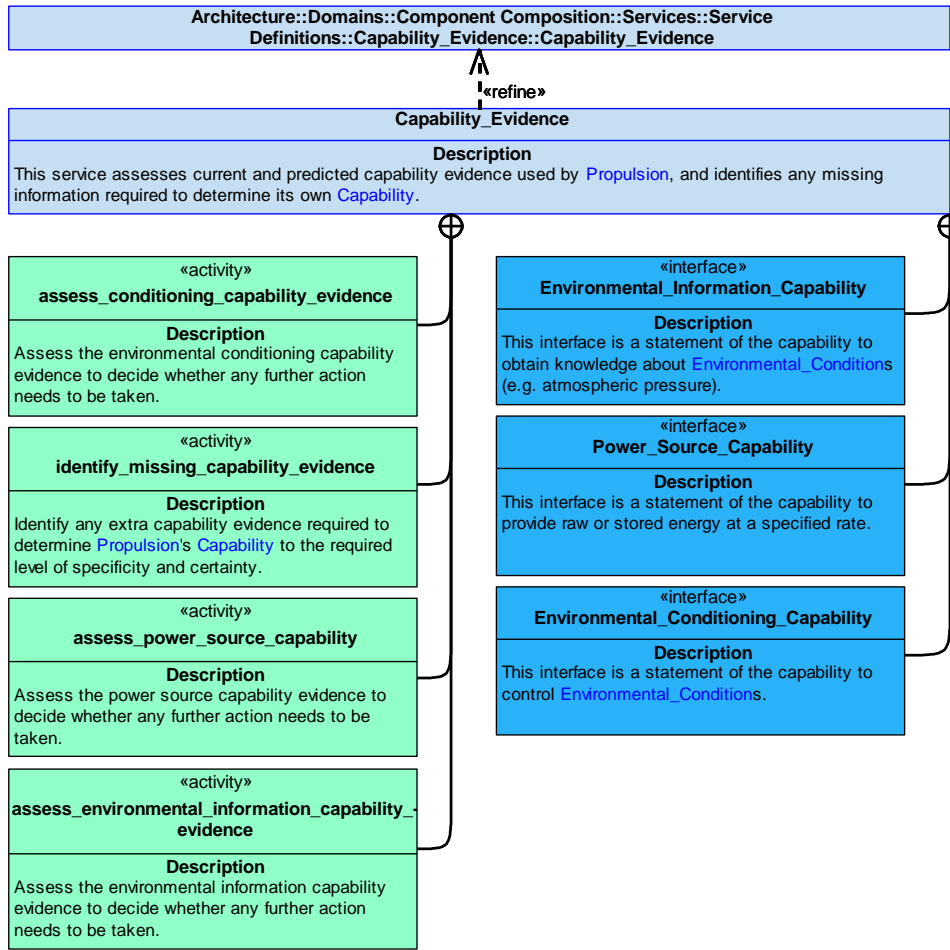 Architecture::Domains::Component Composition::Services::Service
Definitions::Capability_Evidence::Capability_Evidence
«refine»
Capability_Evidence
Description
This service assesses current and predicted capability evidence used by Propulsion, and identifies any missing
information required to determine its own Capability.
«activity»
assess_conditioning_capability_evidence
Description
Assess the environmental conditioning capability
evidence to decide whether any further action
needs to be taken.
«activity»
identify_missing_capability_evidence
Description
Identify any extra capability evidence required to
determine Propulsion's Capability to the required
level of specificity and certainty.
«activity»
assess_power_source_capability
Description
Assess the power source capability evidence to
decide whether any further action needs to be
taken.
«activity»
assess_environmental_information_capability_-
evidence
Description
Assess the environmental information capability
evidence to decide whether any further action
needs to be taken.
«interface»
Environmental_Information_Capability
Description
This interface is a statement of the capability to
obtain knowledge about Environmental_Conditions
(e.g. atmospheric pressure).
«interface»
Power_Source_Capability
Description
This interface is a statement of the capability to
provide raw or stored energy at a specified rate.
«interface»
Environmental_Conditioning_Capability
Description
This interface is a statement of the capability to
control Environmental_Conditions.